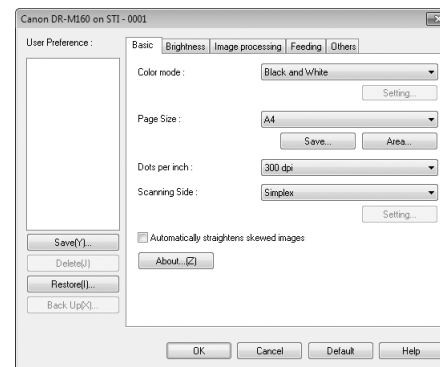 Canon DR-M160 on STI - 0001
User Preference :
Save(Y)...
Delete(J)
Restore(I)...
Back Up(X)...
Basic Brightness Image processing Feeding Others
Color mode : Black and White
Setting...
Page Size : A4
Save... Area...
Dots per inch : 300 dpi
Scanning Side : Simplex
Setting...
Automatically straightens skewed images
About...(Z)
OK Cancel Default Help